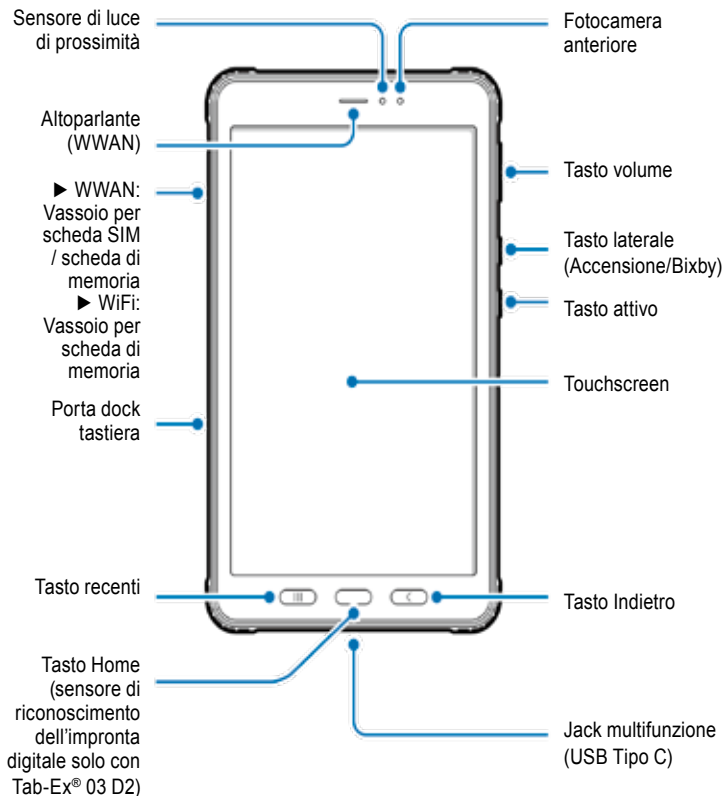 Sensore di luce
di prossimità
Altoparlante
(WWAN)
▶ WWAN:
Vassoio per
scheda SIM
/ scheda di
memoria
▶ WiFi:
Vassoio per
scheda di
memoria
Porta dock
tastiera
Tasto recenti
Tasto Home
(sensore di
riconoscimento
dell'impronta
digitale solo con
Tab-Ex® 03 D2)
Fotocamera
anteriore
Tasto volume
Tasto laterale
(Accensione/Bixby)
Tasto attivo
Touchscreen
Tasto Indietro
Jack multifunzione
(USB Tipo C)